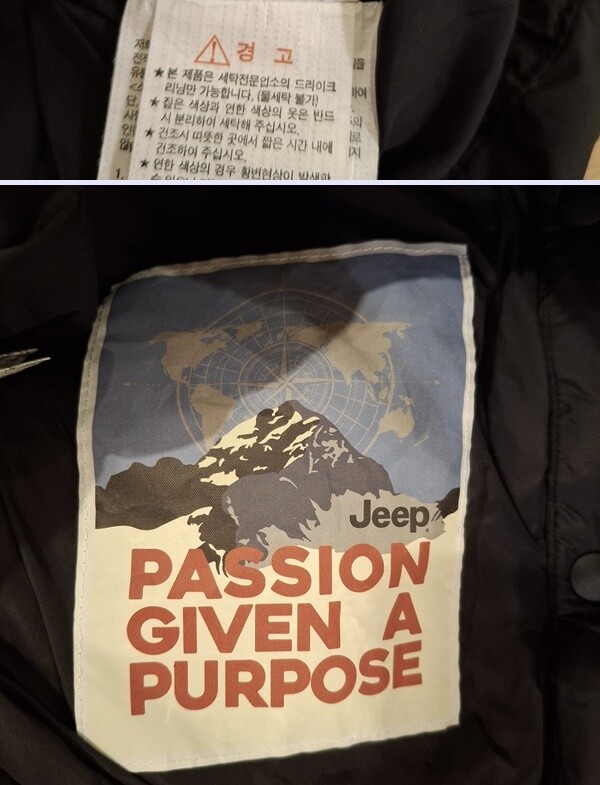 경 고
★본 제품은 세탁전문업소의 드라이크
리닝만 가능합니다. (물세탁 불가)
★짙은 색상과 연한 색상의 옷은 반드
시 분리하여 세탁해 주십시오.
★건조시 따뜻한 곳에서 짧은 시간 내에
건조하여 주십시오.
★연한 색상의 경우 황변현상이 발생할
1.
Jeep
PASSION
GIVEN A
PURPOSE